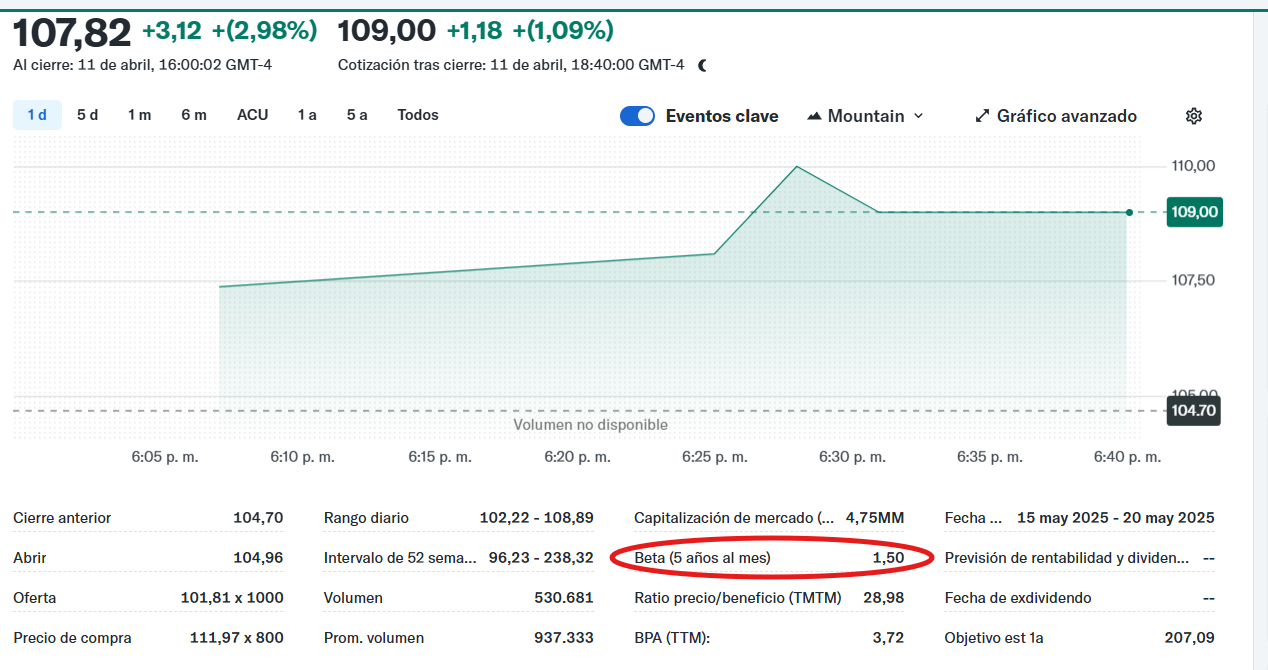 107,82 +3,12 +(2,98%) 109,00 +1,18 +(1,09%)
Al cierre: 11 de abril, 16:00:02 GMT-4 Cotización tras cierre: 11 de abril, 18:40:00 GMT-4
1 d 5 d 1 m 6 m ACU 1 a 5 a Todos Eventos clave Mountain Gráfico avanzado
110,00
109,00
107,50
105,00
104.70
Volumen no disponible
6:05 p. m. 6:10 p. m. 6:15 p. m. 6:20 p. m. 6:25 p. m. 6:30 p. m. 6:35 p. m. 6:40 p. m.
Cierre anterior 104,70 Rango diario 102,22 - 108,89 Capitalización de mercado (... 4,75MM Fecha ... 15 may 2025 - 20 may 2025
Abrir 104,96 Intervalo de 52 sema... 96,23 - 238,32 Beta (5 años al mes) 1,50 Previsión de rentabilidad y dividen... --
Oferta 101,81 x 1000 Volumen 530.681 Ratio precio/beneficio (TMTM) 28,98 Fecha de exdividendo --
Precio de compra 111,97 x 800 Prom. volumen 937.333 BPA (TTM): 3,72 Objetivo est 1a 207,09